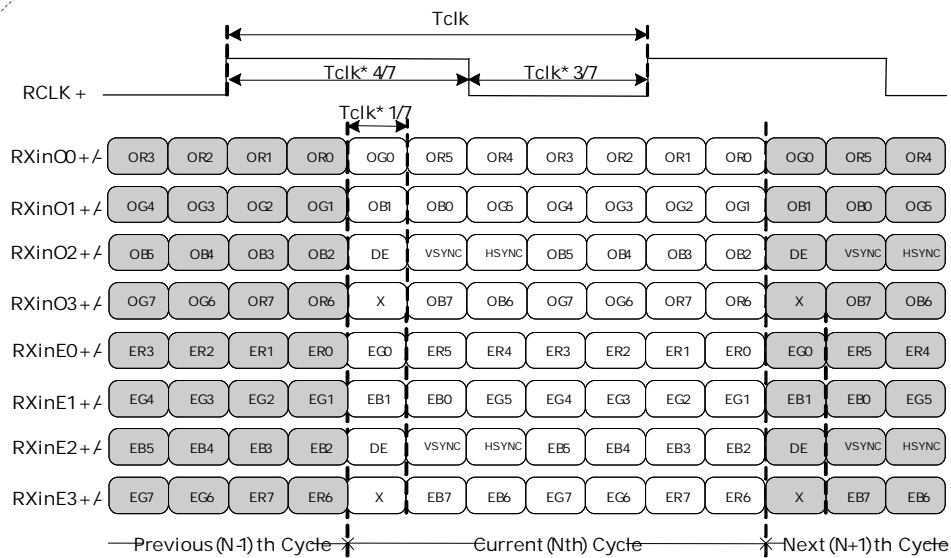 Tclk
Tclk* 4/7 Tclk* 3/7
RCLK +
Tclk* 1/7
RXinO0+/- OR3 OR2 OR1 OR0 OG0 OR5 OR4 OR3 OR2 OR1 OR0 OG0 OR5 OR4
RXinO1+/- OG4 OG3 OG2 OG1 OB1 OB0 OG5 OG4 OG3 OG2 OG1 OB1 OB0 OG5
RXinO2+/- OB5 OB4 OB3 OB2 DE VSYNC HSYNC OB5 OB4 OB3 OB2 DE VSYNC HSYNC
RXinO3+/- OG7 OG6 OR7 OR6 X OB7 OB6 OG7 OG6 OR7 OR6 X OB7 OB6
RXinE0+/- ER3 ER2 ER1 ER0 EG0 ER5 ER4 ER3 ER2 ER1 ER0 EG0 ER5 ER4
RXinE1+/- EG4 EG3 EG2 EG1 EB1 EB0 EG5 EG4 EG3 EG2 EG1 EB1 EB0 EG5
RXinE2+/- EB5 EB4 EB3 EB2 DE VSYNC HSYNC EB5 EB4 EB3 EB2 DE VSYNC HSYNC
RXinE3+/- EG7 EG6 ER7 ER6 X EB7 EB6 EG7 EG6 ER7 ER6 X EB7 EB6
Previous (N-1) th Cycle Current (Nth) Cycle Next (N+1) th Cycle